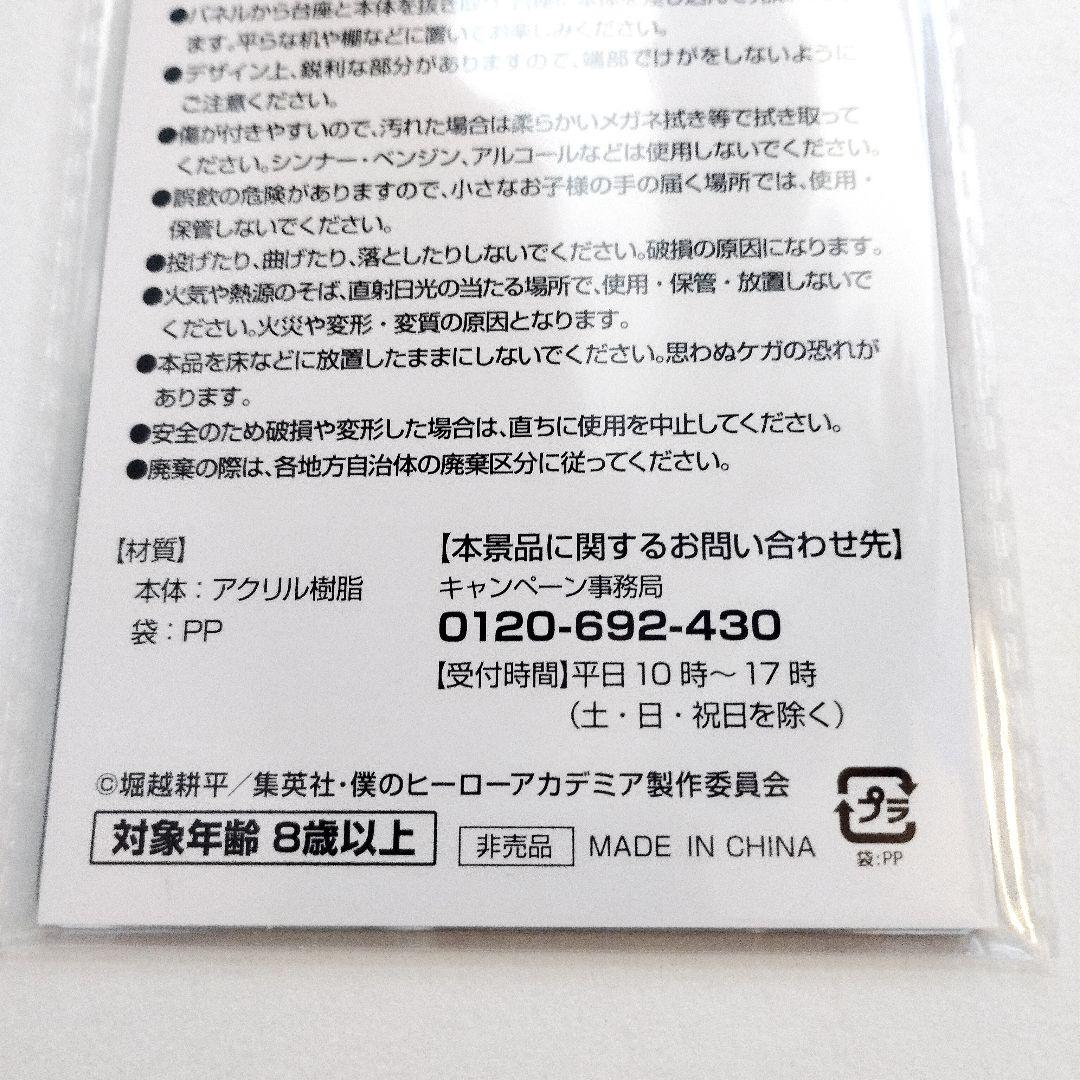 ●パネルから台座と本体を抜き取り、
ます。平らな机や棚などに置いてお楽しみください。
●デザイン上、鋭利な部分がありますので、端部でけがをしないように
ご注意ください。
●傷が付きやすいので、汚れた場合は柔らかいメガネ拭き等で拭き取って
ください。シンナー・ベンジン、アルコールなどは使用しないでください。
●誤飲の危険がありますので、小さなお子様の手の届く場所では、使用・
保管しないでください。
●投げたり、曲げたり、落としたりしないでください。破損の原因になります。
●火気や熱源のそば、直射日光の当たる場所で、使用・保管・放置しないで
ください。火災や変形・変質の原因となります。
●本品を床などに放置したままにしないでください。思わぬケガの恐れが
あります。
●安全のため破損や変形した場合は、直ちに使用を中止してください。
●廃棄の際は、各地方自治体の廃棄区分に従ってください。
【材質】
本体：アクリル樹脂
袋：PP
【本景品に関するお問い合わせ先】
キャンペーン事務局
0120-692-430
【受付時間】平日10時～17時
（土・日・祝日を除く）
©堀越耕平／集英社・僕のヒーローアカデミア製作委員会
対象年齢 8歳以上
非売品 MADE IN CHINA
プラ
袋:PP